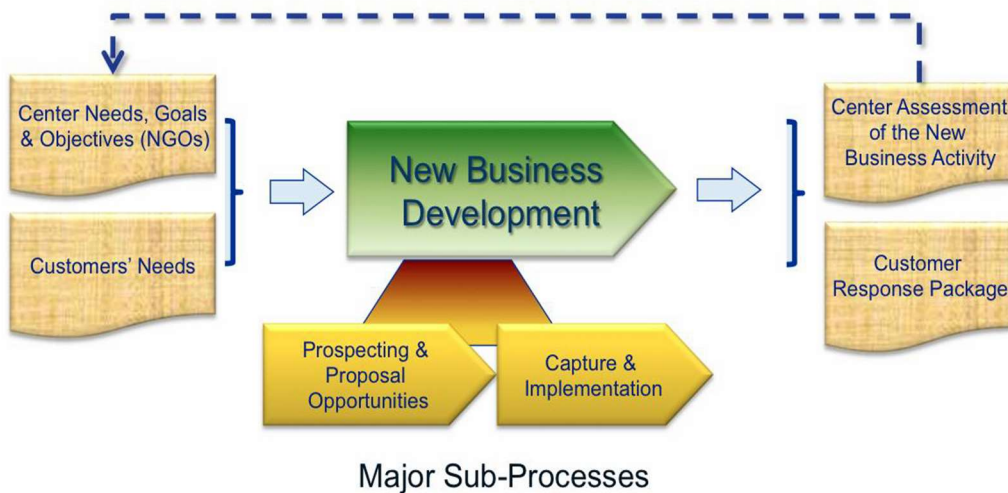 Center Needs, Goals
& Objectives (NGOs)
Customers' Needs
New Business
Development
Prospecting &
Proposal
Opportunities
Capture &
Implementation
Center Assessment
of the New
Business Activity
Customer
Response Package
Major Sub-Processes